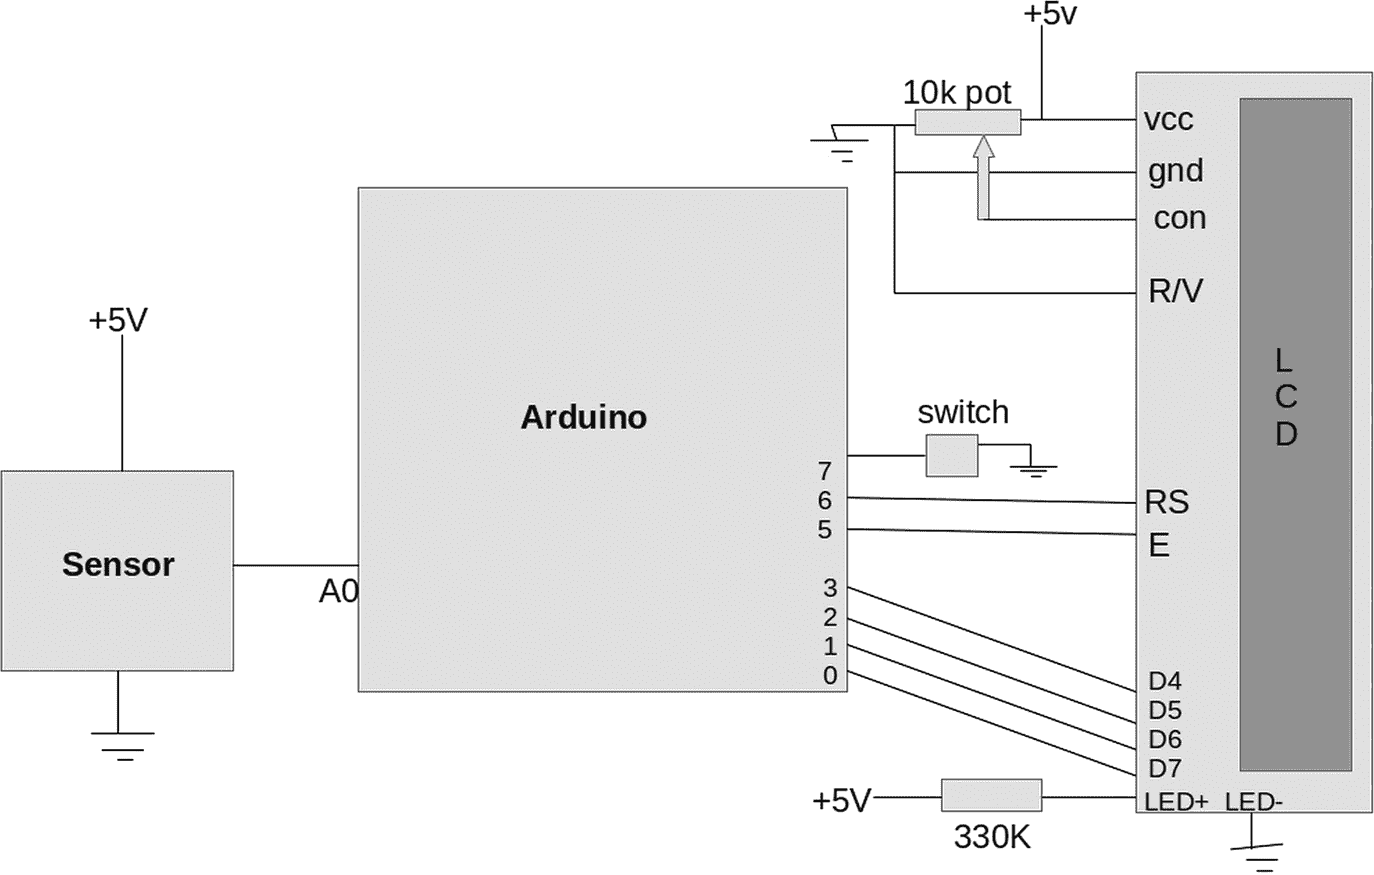 +5v
10k pot
vcc
gnd
con
R/V
+5V
L
C
D
Arduino
switch
7
6
5
RS
E
Sensor
A0
3
2
1
0
D4
D5
D6
D7
+5V
LED+ LED-
330K